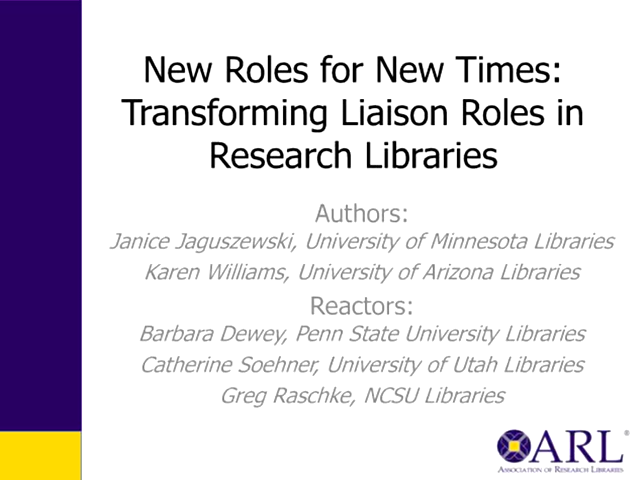 New Roles for New Times:
Transforming Liaison Roles in
Research Libraries
Authors:
Janice Jaguszewski, University of Minnesota Libraries
Karen Williams, University of Arizona Libraries
Reactors:
Barbara Dewey, Penn State University Libraries
Catherine Soehner, University of Utah Libraries
Greg Raschke, NCSU Libraries
ARL®
ASSOCIATION OF RESEARCH LIBRARIES